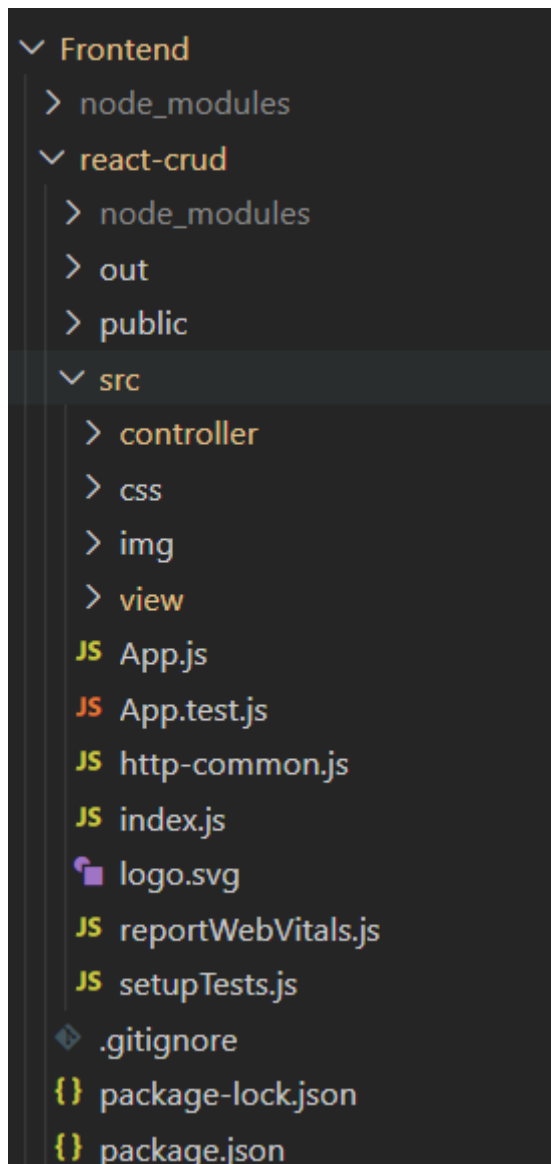 Frontend
node_modules
react-crud
node_modules
out
public
src
controller
css
img
view
JS App.js
JS App.test.js
JS http-common.js
JS index.js
logo.svg
JS reportWebVitals.js
JS setupTests.js
.gitignore
{} package-lock.json
{} package.json